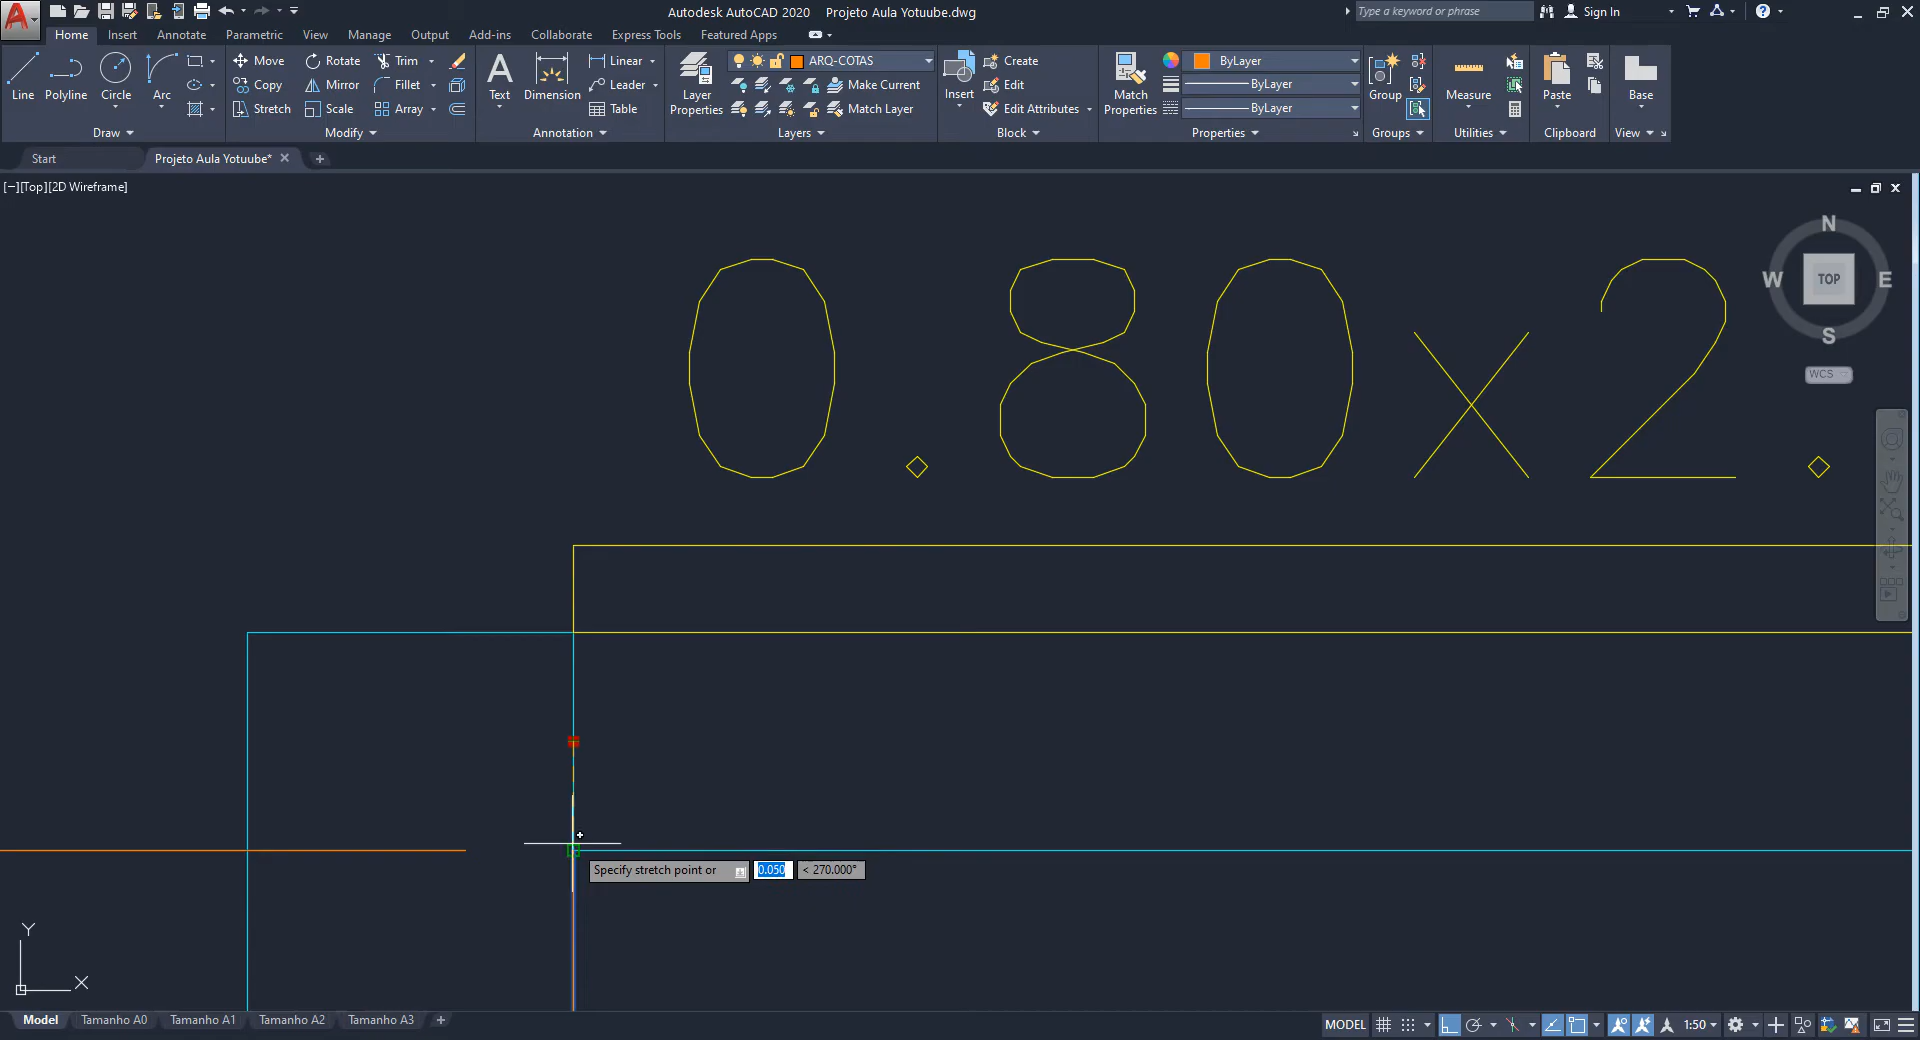 Autodesk AutoCAD 2020 Projeto Aula Yotuube.dwg
Type a keyword or phrase
Sign In
Home Insert Annotate Parametric View Manage Output Add-ins Collaborate Express Tools Featured Apps
Line
Polyline
Circle
Arc
Draw
Move
Rotate
Trim
Copy
Mirror
Fillet
Stretch
Scale
Array
Modify
Text
Dimension
Linear
Leader
Table
Annotation
Layer
Properties
ARQ-COTAS
Make Current
Match Layer
Layers
Insert
Create
Edit
Edit Attributes
Block
Match
Properties
ByLayer
ByLayer
ByLayer
Properties
Group
Groups
Measure
Utilities
Paste
Clipboard
Base
View
Start
Projeto Aula Yotuube*
[−][Top][2D Wireframe]
N
W
TOP
E
S
WCS
0.80x2.
Specify stretch point or
0.050
< 270.000°
Y
X
Model
Tamanho A0
Tamanho A1
Tamanho A2
Tamanho A3
MODEL
1:50